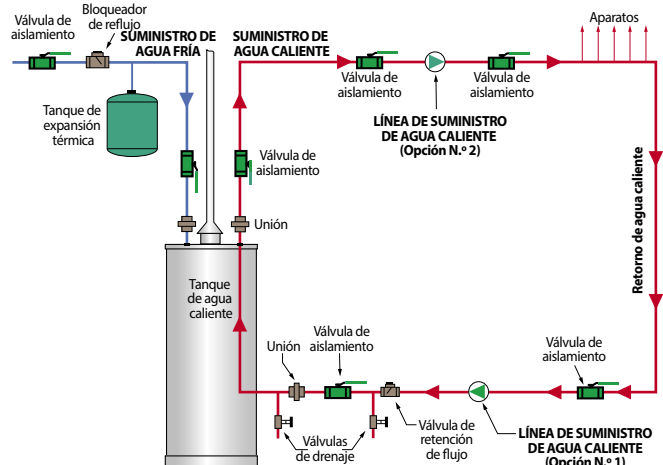 Válvula de
aislamiento
Bloqueador
de reflujo
SUMINISTRO DE
AGUA FRÍA
SUMINISTRO DE
AGUA CALIENTE
Aparatos
Válvula de
aislamiento
Válvula de
aislamiento
Tanque de
expansión
térmica
LÍNEA DE SUMINISTRO
DE AGUA CALIENTE
(Opción N.º 2)
Válvula de
aislamiento
Unión
Retorno de agua caliente
Tanque
de agua
caliente
Unión
Válvula de
aislamiento
Válvula de
aislamiento
Válvulas
de drenaje
Válvula de
retención
de flujo
LÍNEA DE SUMINISTRO
DE AGUA CALIENTE
(Opción N.º 1)